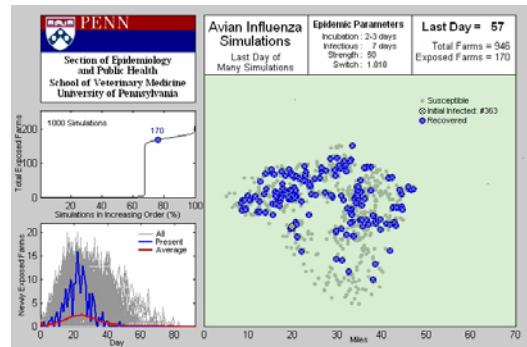 PENN
Section of Epidemiology
and Public Health
School of Veterinary Medicine
University of Pennsylvania
Avian Influenza
Simulations
Last Day of
Many Simulations
Epidemic Parameters
Incubation: 2-3 days
Infectious: 7 days
Strength: 50
Switch: 1.010
Last Day = 57
Total Farms = 946
Exposed Farms = 170
1000 Simulations
170
Total Exposed Farms
200
100
0
0 20 40 60 80 100
Simulations in Increasing Order (%)
All
Present
Average
Newly Exposed Farms
20
15
10
5
0
0 20 40 60 80
Day
Susceptible
Initial Infected: #363
Recovered
0 10 20 30 40 50 60 70
Miles